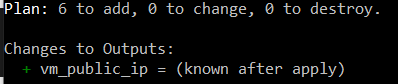 Plan: 6 to add, 0 to change, 0 to destroy.
Changes to Outputs:
+ vm_public_ip = (known after apply)